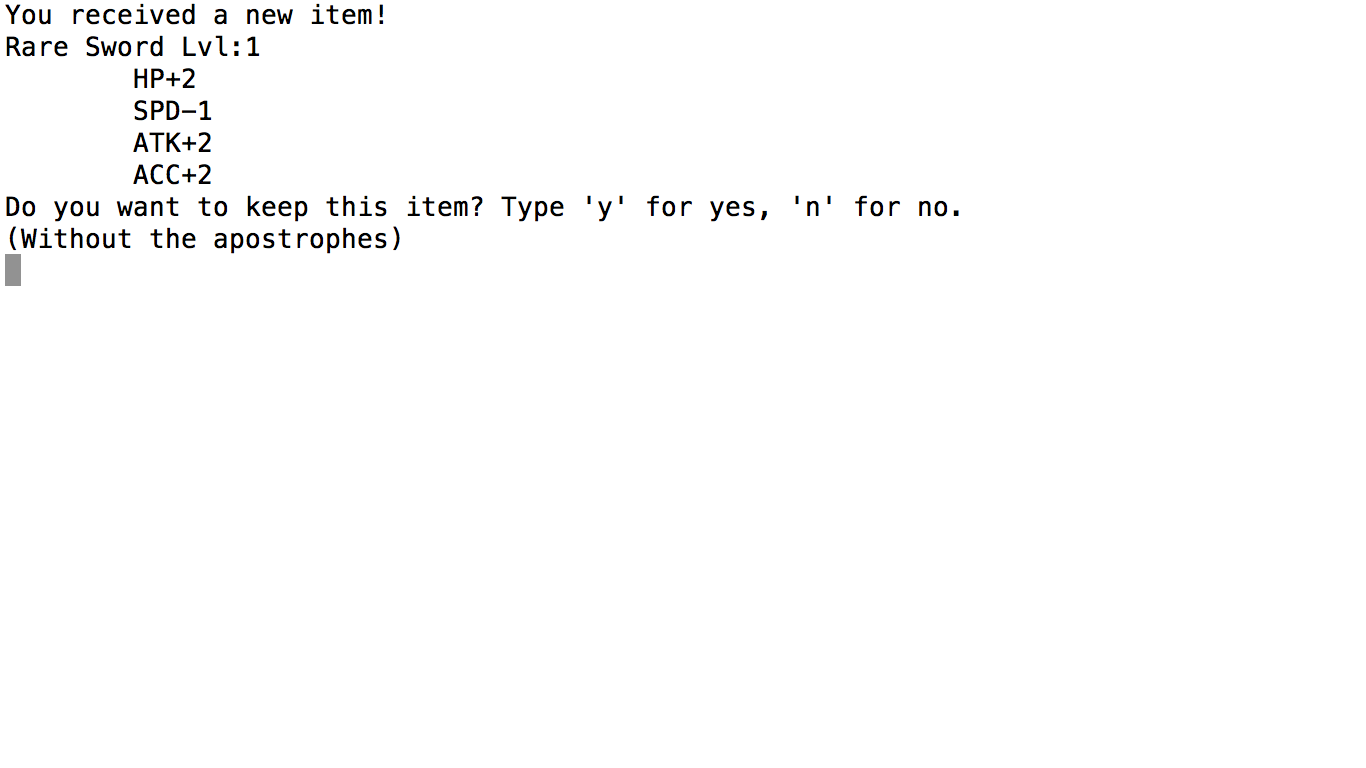 You received a new item!
Rare Sword Lvl:1
HP+2
SPD-1
ATK+2
ACC+2
Do you want to keep this item? Type 'y' for yes, 'n' for no.
(Without the apostrophes)